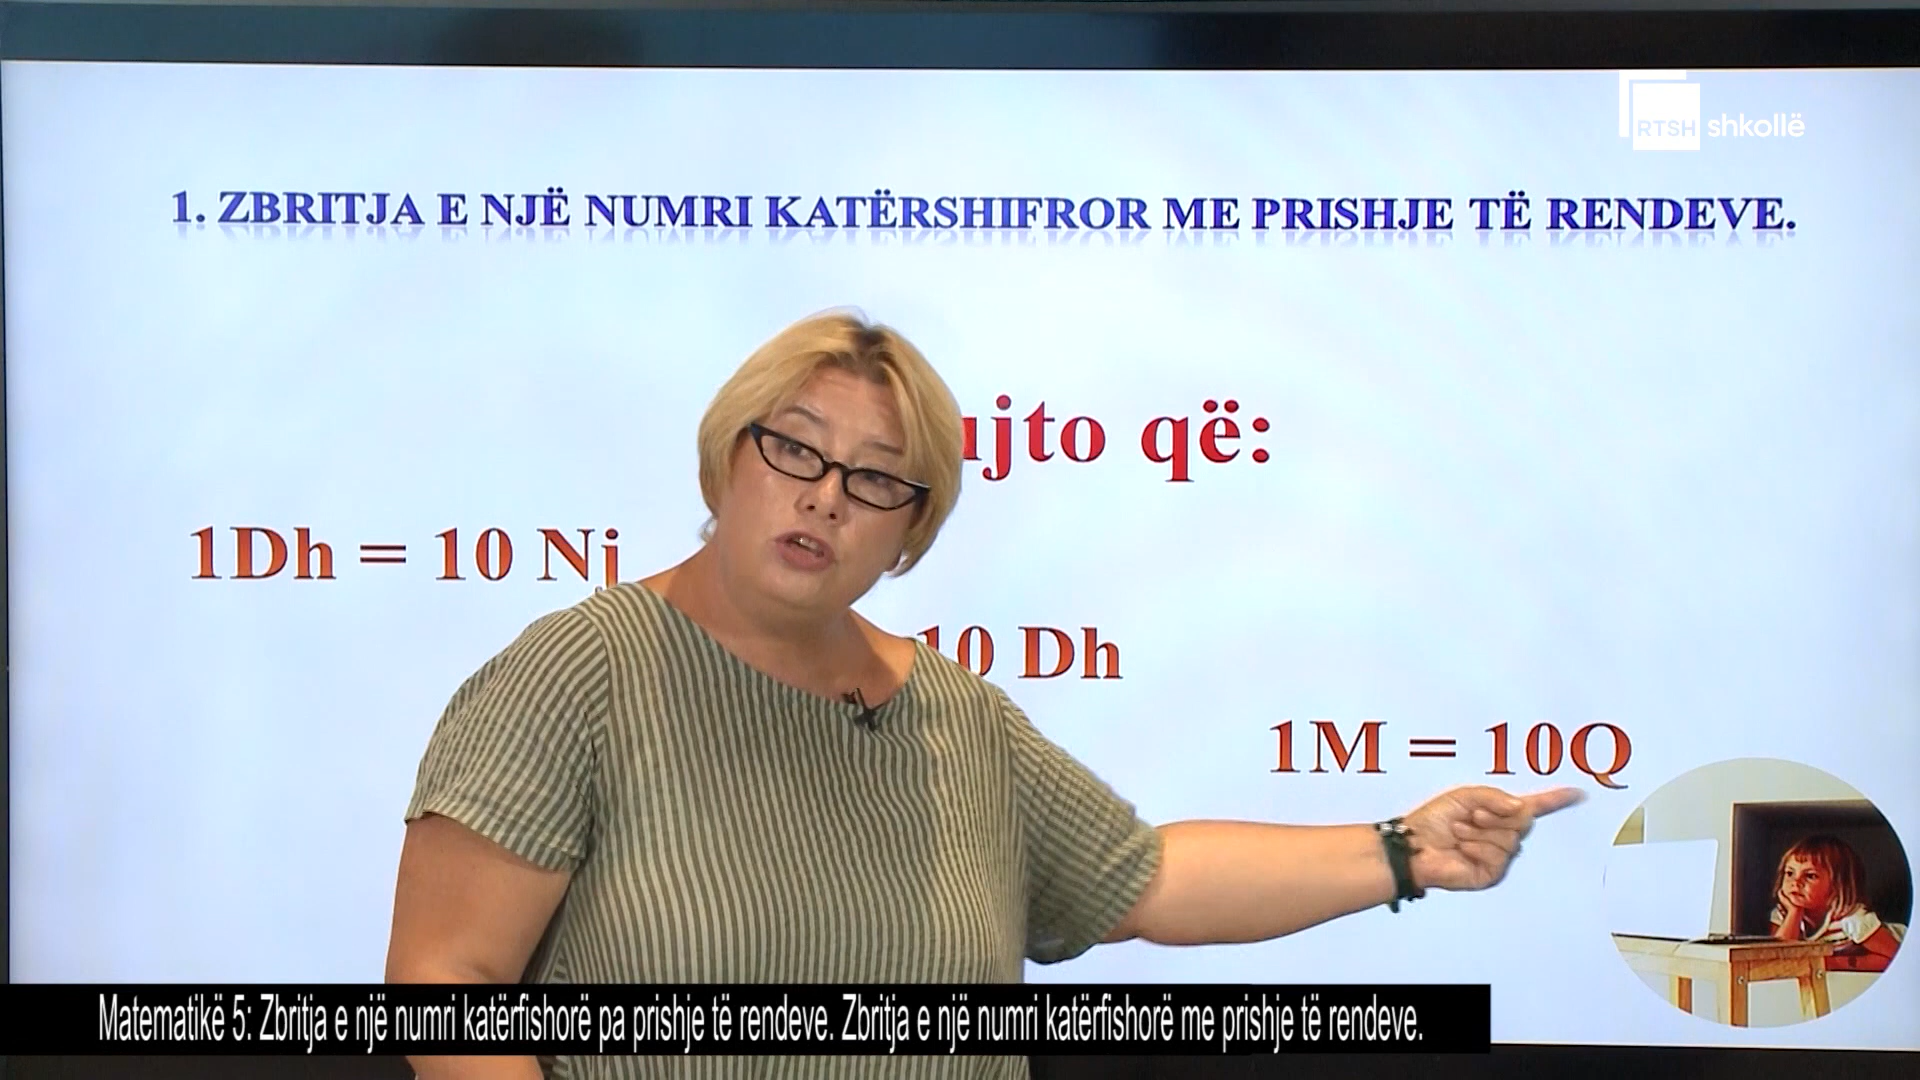 RTSH shkollë
1. ZBRITJA E NJË NUMRI KATËRSHIFROR ME PRISHJE TË RENDEVE.
që:
1Dh = 10 Nj
10 Dh
1M = 10Q
Matematikë 5: Zbritja e një numri katërfishorë pa prishje të rendeve. Zbritja e një numri katërfishorë me prishje të rendeve.